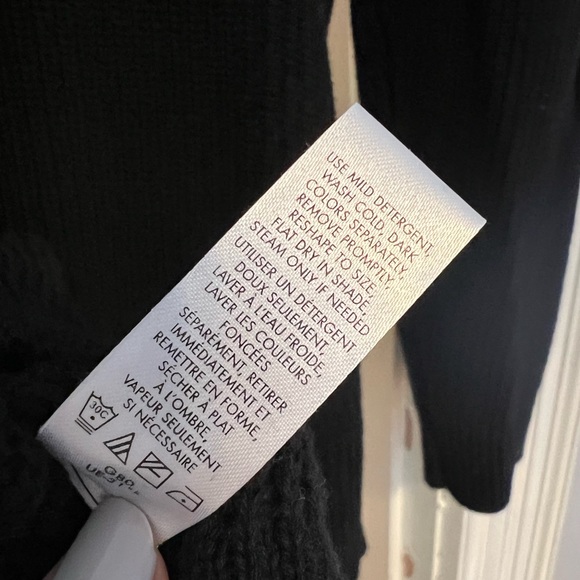 USE MILD DETERGENT,
WASH COLD, DARK
COLORS SEPARATELY,
REMOVE PROMPTLY,
RESHAPE TO SIZE,
FLAT DRY IN SHADE,
STEAM ONLY IF NEEDED
UTILISER UN DÉTERGENT
DOUX SEULEMENT,
LAVER À L'EAU FROIDE,
LAVER LES COULEURS
FONCÉES
SÉPARÉMENT, RETIRER
IMMÉDIATEMENT ET
REMETTRE EN FORME,
SÉCHER À PLAT
À L'OMBRE,
VAPEUR SEULEMENT
SI NÉCESSAIRE
30C
G80